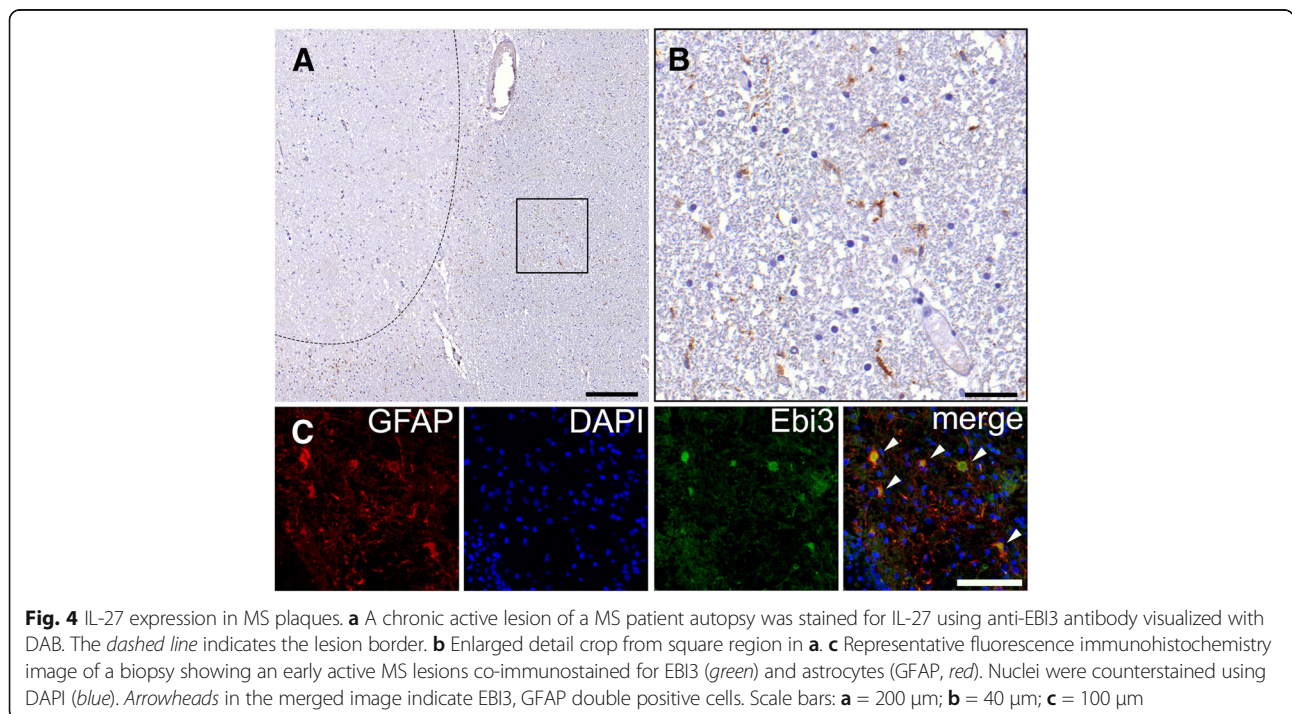 A
B
C GFAP DAPI Ebi3 merge
Fig. 4 IL-27 expression in MS plaques. a A chronic active lesion of a MS patient autopsy was stained for IL-27 using anti-EBI3 antibody visualized with
DAB. The dashed line indicates the lesion border. b Enlarged detail crop from square region in a. c Representative fluorescence immunohistochemistry
image of a biopsy showing an early active MS lesions co-immunostained for EBI3 (green) and astrocytes (GFAP, red). Nuclei were counterstained using
DAPI (blue). Arrowheads in the merged image indicate EBI3, GFAP double positive cells. Scale bars: a = 200 μm; b = 40 μm; c = 100 μm